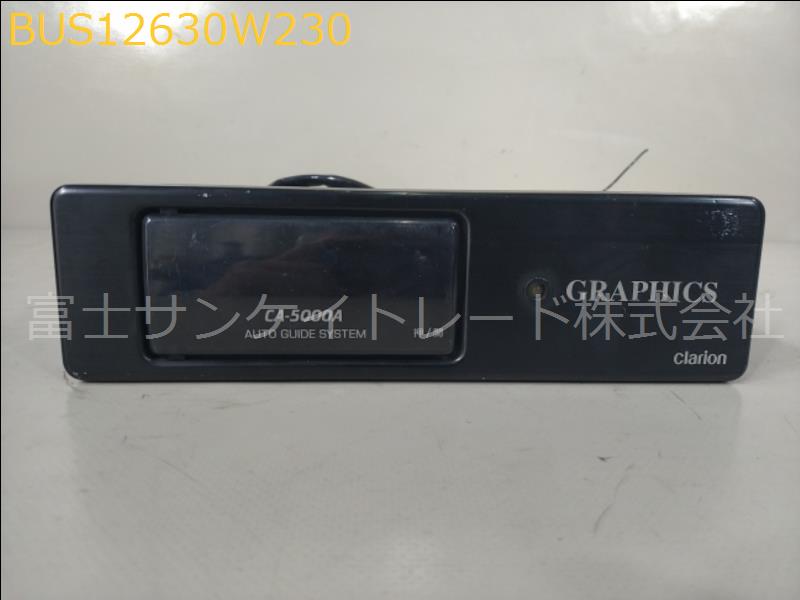 BUS12630W230
GRAPHICS
富士サンケイトレード株式会社
CA-5000A
AUTO GUIDE SYSTEM
clarion